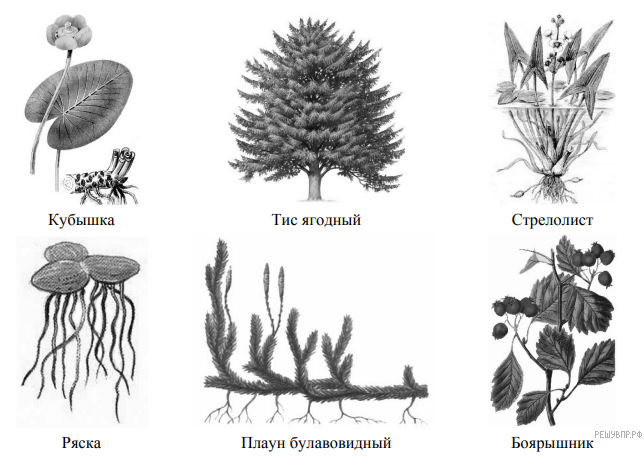 Кубышка
Тис ягодный
Стрелолист
Ряска
Плаун булавовидный
Боярышник
РЕШУВПР.РФ